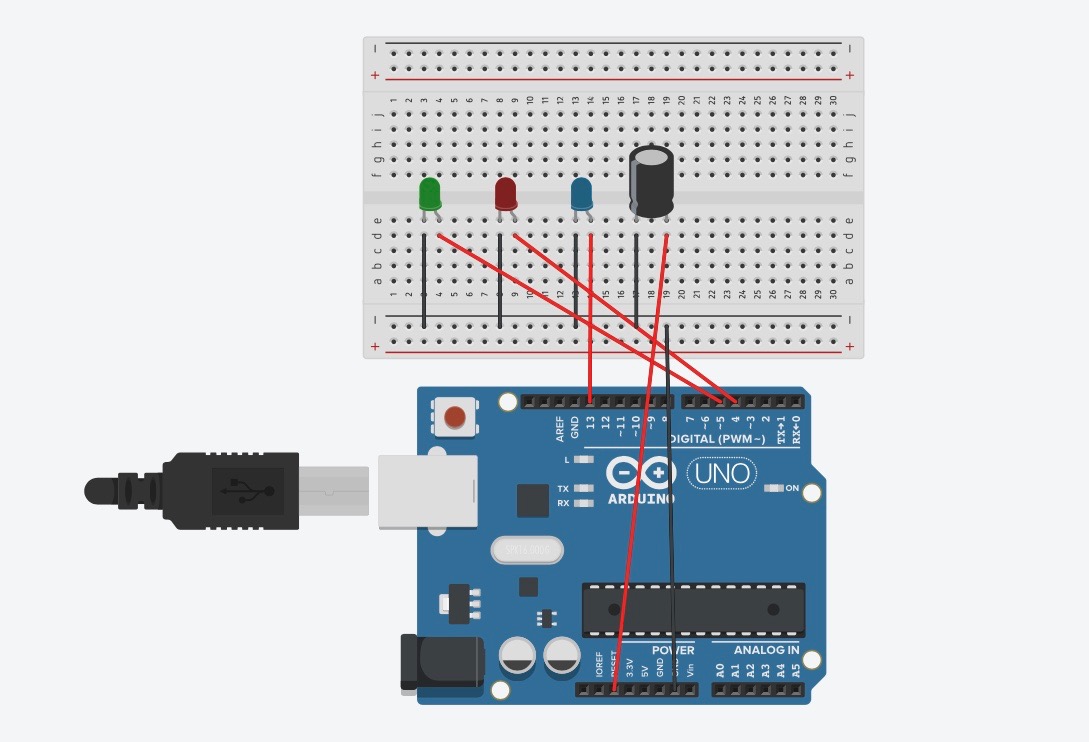 − −
+ +
1 2 3 4 5 6 7 8 9 10 11 12 13 14 15 16 17 18 19 20 21 22 23 24 25 26 27 28 29 30
j j
i i
h h
g g
f f
e e
d d
c c
b b
a a
1 2 3 4 5 6 7 8 9 10 11 12 13 14 15 16 17 18 19 20 21 22 23 24 25 26 27 28 29 30
− −
+ +
AREF GND 13 12 ~11 ~10 ~9 8 7 ~6 ~5 4 ~3 2 TX→1 RX←0
DIGITAL (PWM~)
L
TX
RX
ARDUINO
UNO
ON
POWER
ANALOG IN
IOREF RESET 3.3V 5V GND GND Vin A0 A1 A2 A3 A4 A5